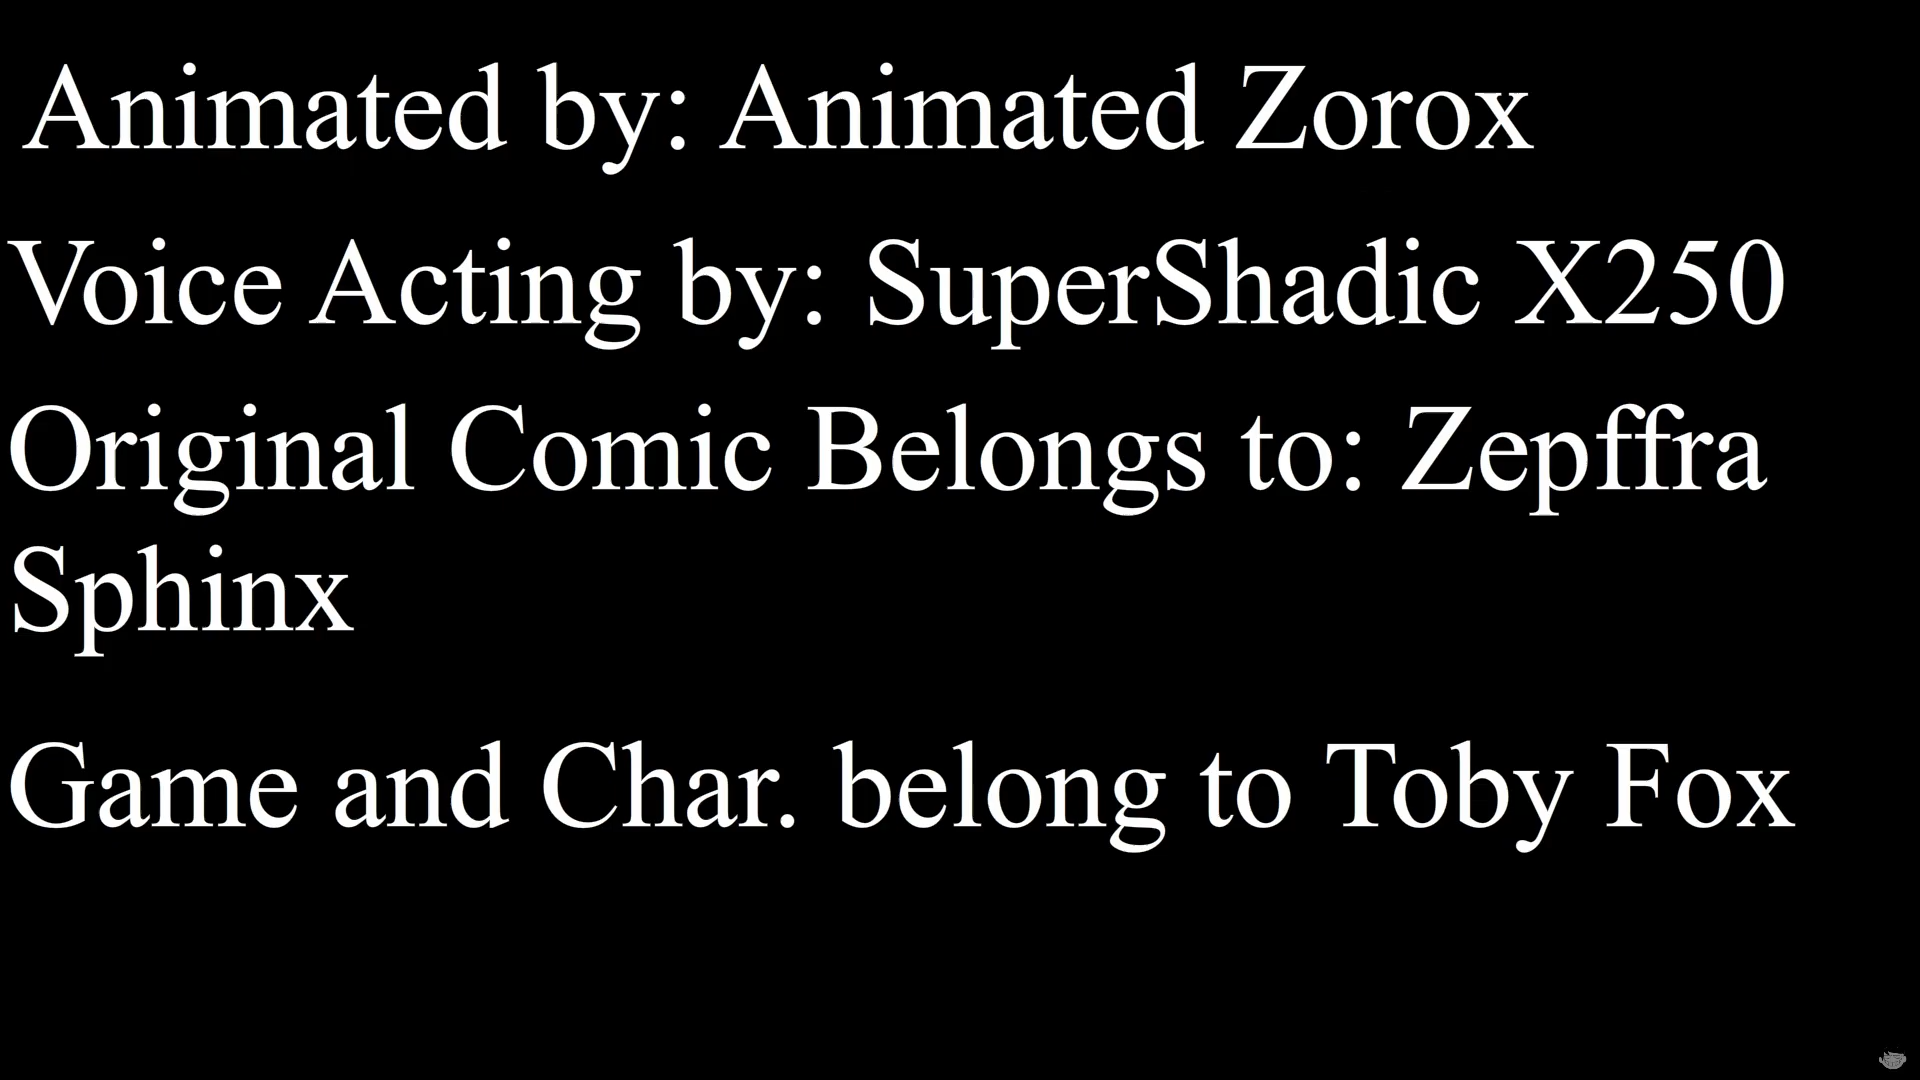 Animated by: Animated Zorox
Voice Acting by: SuperShadic X250
Original Comic Belongs to: Zepffra
Sphinx
Game and Char. belong to Toby Fox